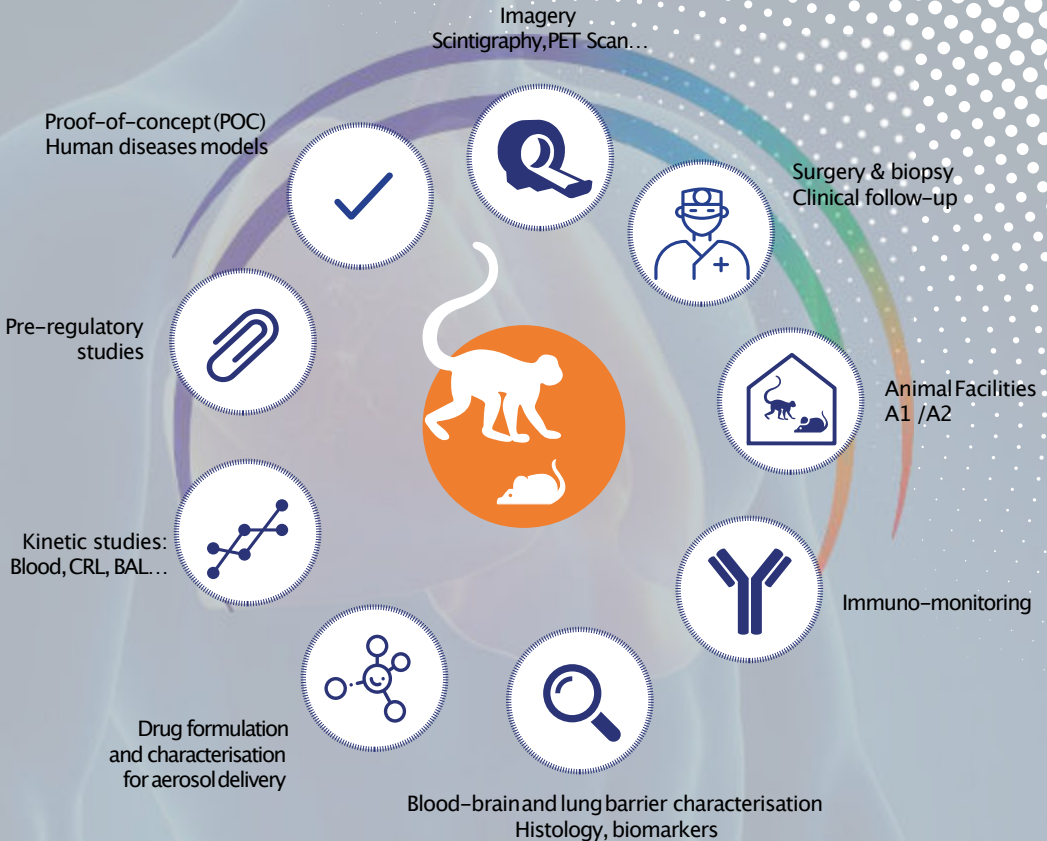 Imagery
Scintigraphy, PET Scan...
Proof-of-concept (POC)
Human diseases models
Surgery & biopsy
Clinical follow-up
Pre-regulatory
studies
Animal Facilities
A1 /A2
Kinetic studies:
Blood, CRL, BAL...
Immuno-monitoring
Drug formulation
and characterisation
for aerosol delivery
Blood-brain and lung barrier characterisation
Histology, biomarkers